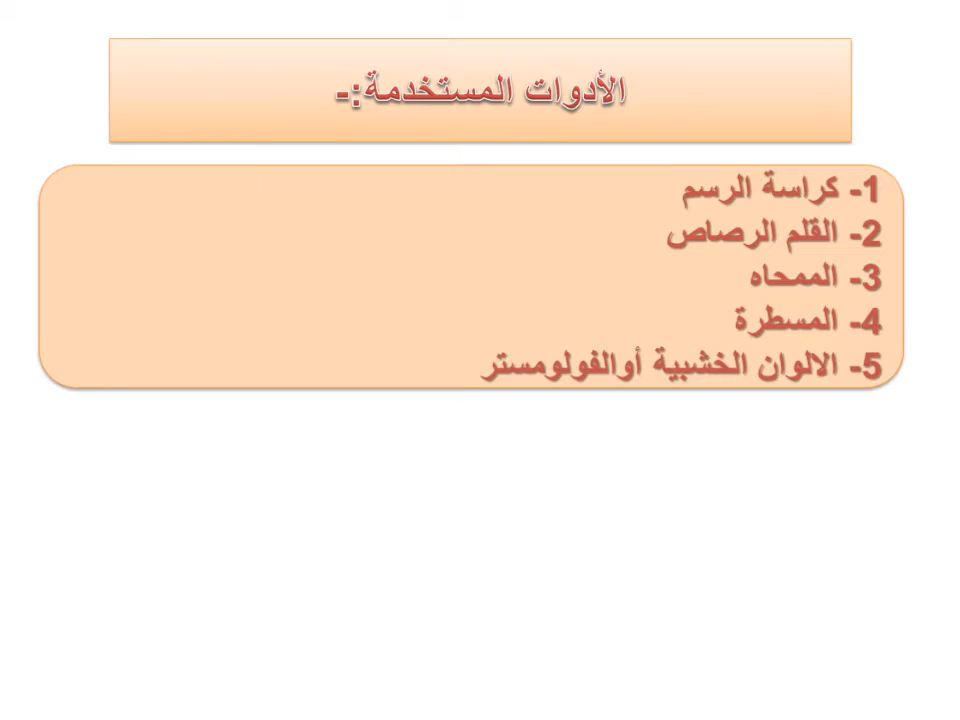 الأدوات المستخدمة:-
1- كراسة الرسم
2- القلم الرصاص
3- الممحاه
4- المسطرة
5- الالوان الخشبية أوالفولومستر